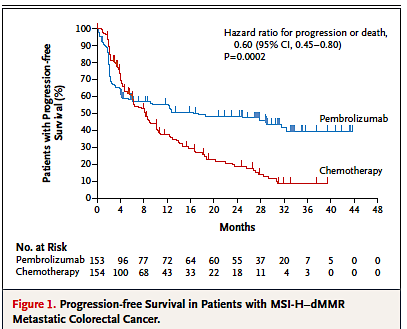 Patients with Progression-free
Survival (%)
100
90
80
70
60
50
40
30
20
10
0
Hazard ratio for progression or death,
0.60 (95% CI, 0.45–0.80)
P=0.0002
Pembrolizumab
Chemotherapy
0 4 8 12 16 20 24 28 32 36 40 44 48
Months
No. at Risk
Pembrolizumab 153 96 77 72 64 60 55 37 20 7 5 0 0
Chemotherapy 154 100 68 43 33 22 18 11 4 3 0 0 0
Figure 1. Progression-free Survival in Patients with MSI-H–dMMR
Metastatic Colorectal Cancer.